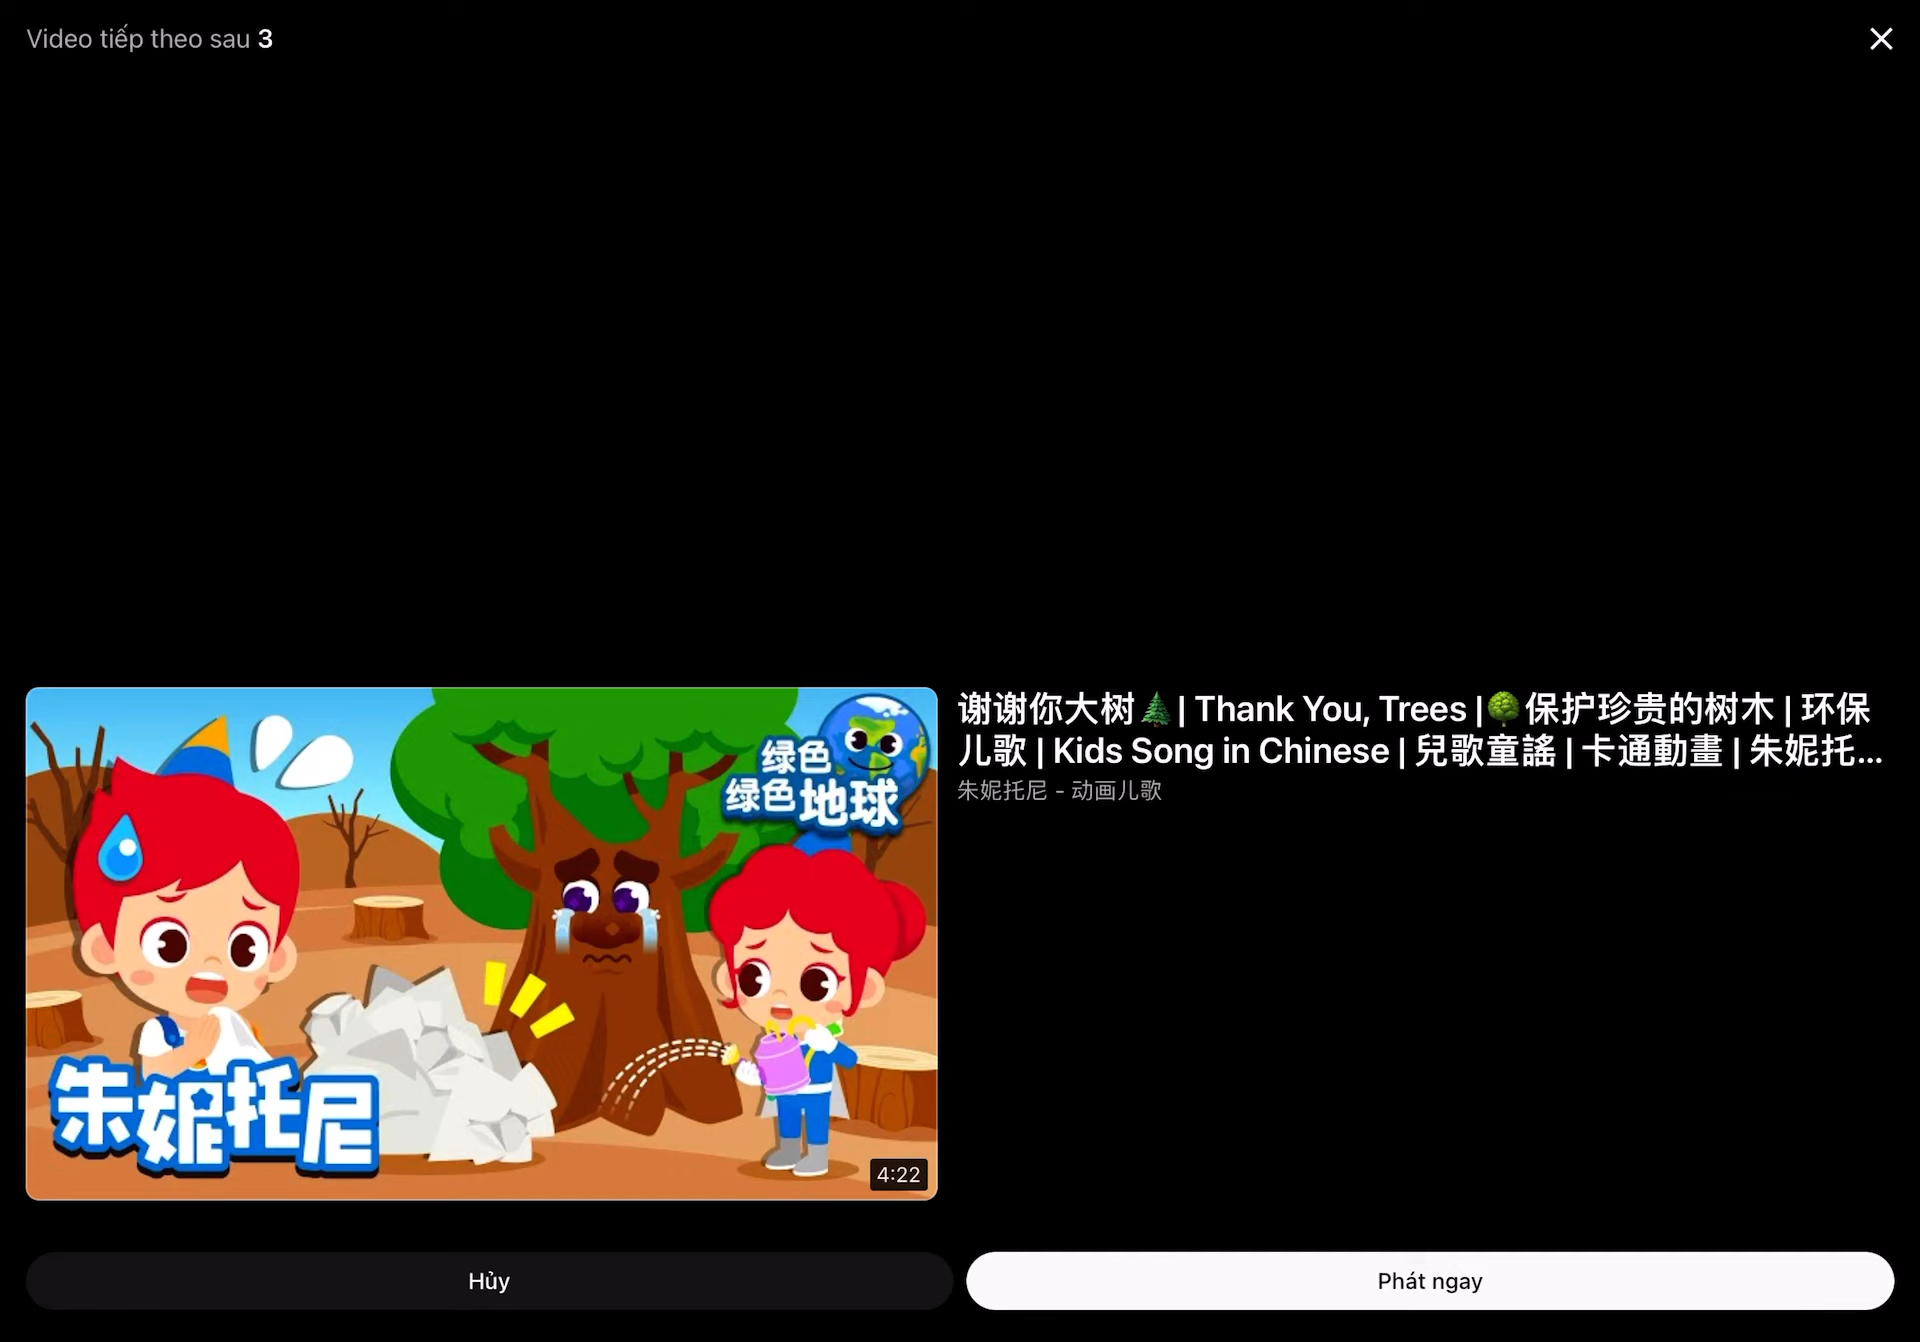 Video tiếp theo sau 3
绿色
绿色地球
朱妮托尼
4:22
谢谢你大树🌲| Thank You, Trees |🌳保护珍贵的树木 | 环保
儿歌 | Kids Song in Chinese | 兒歌童謠 | 卡通動畫 | 朱妮托...
朱妮托尼 - 动画儿歌
Hủy
Phát ngay